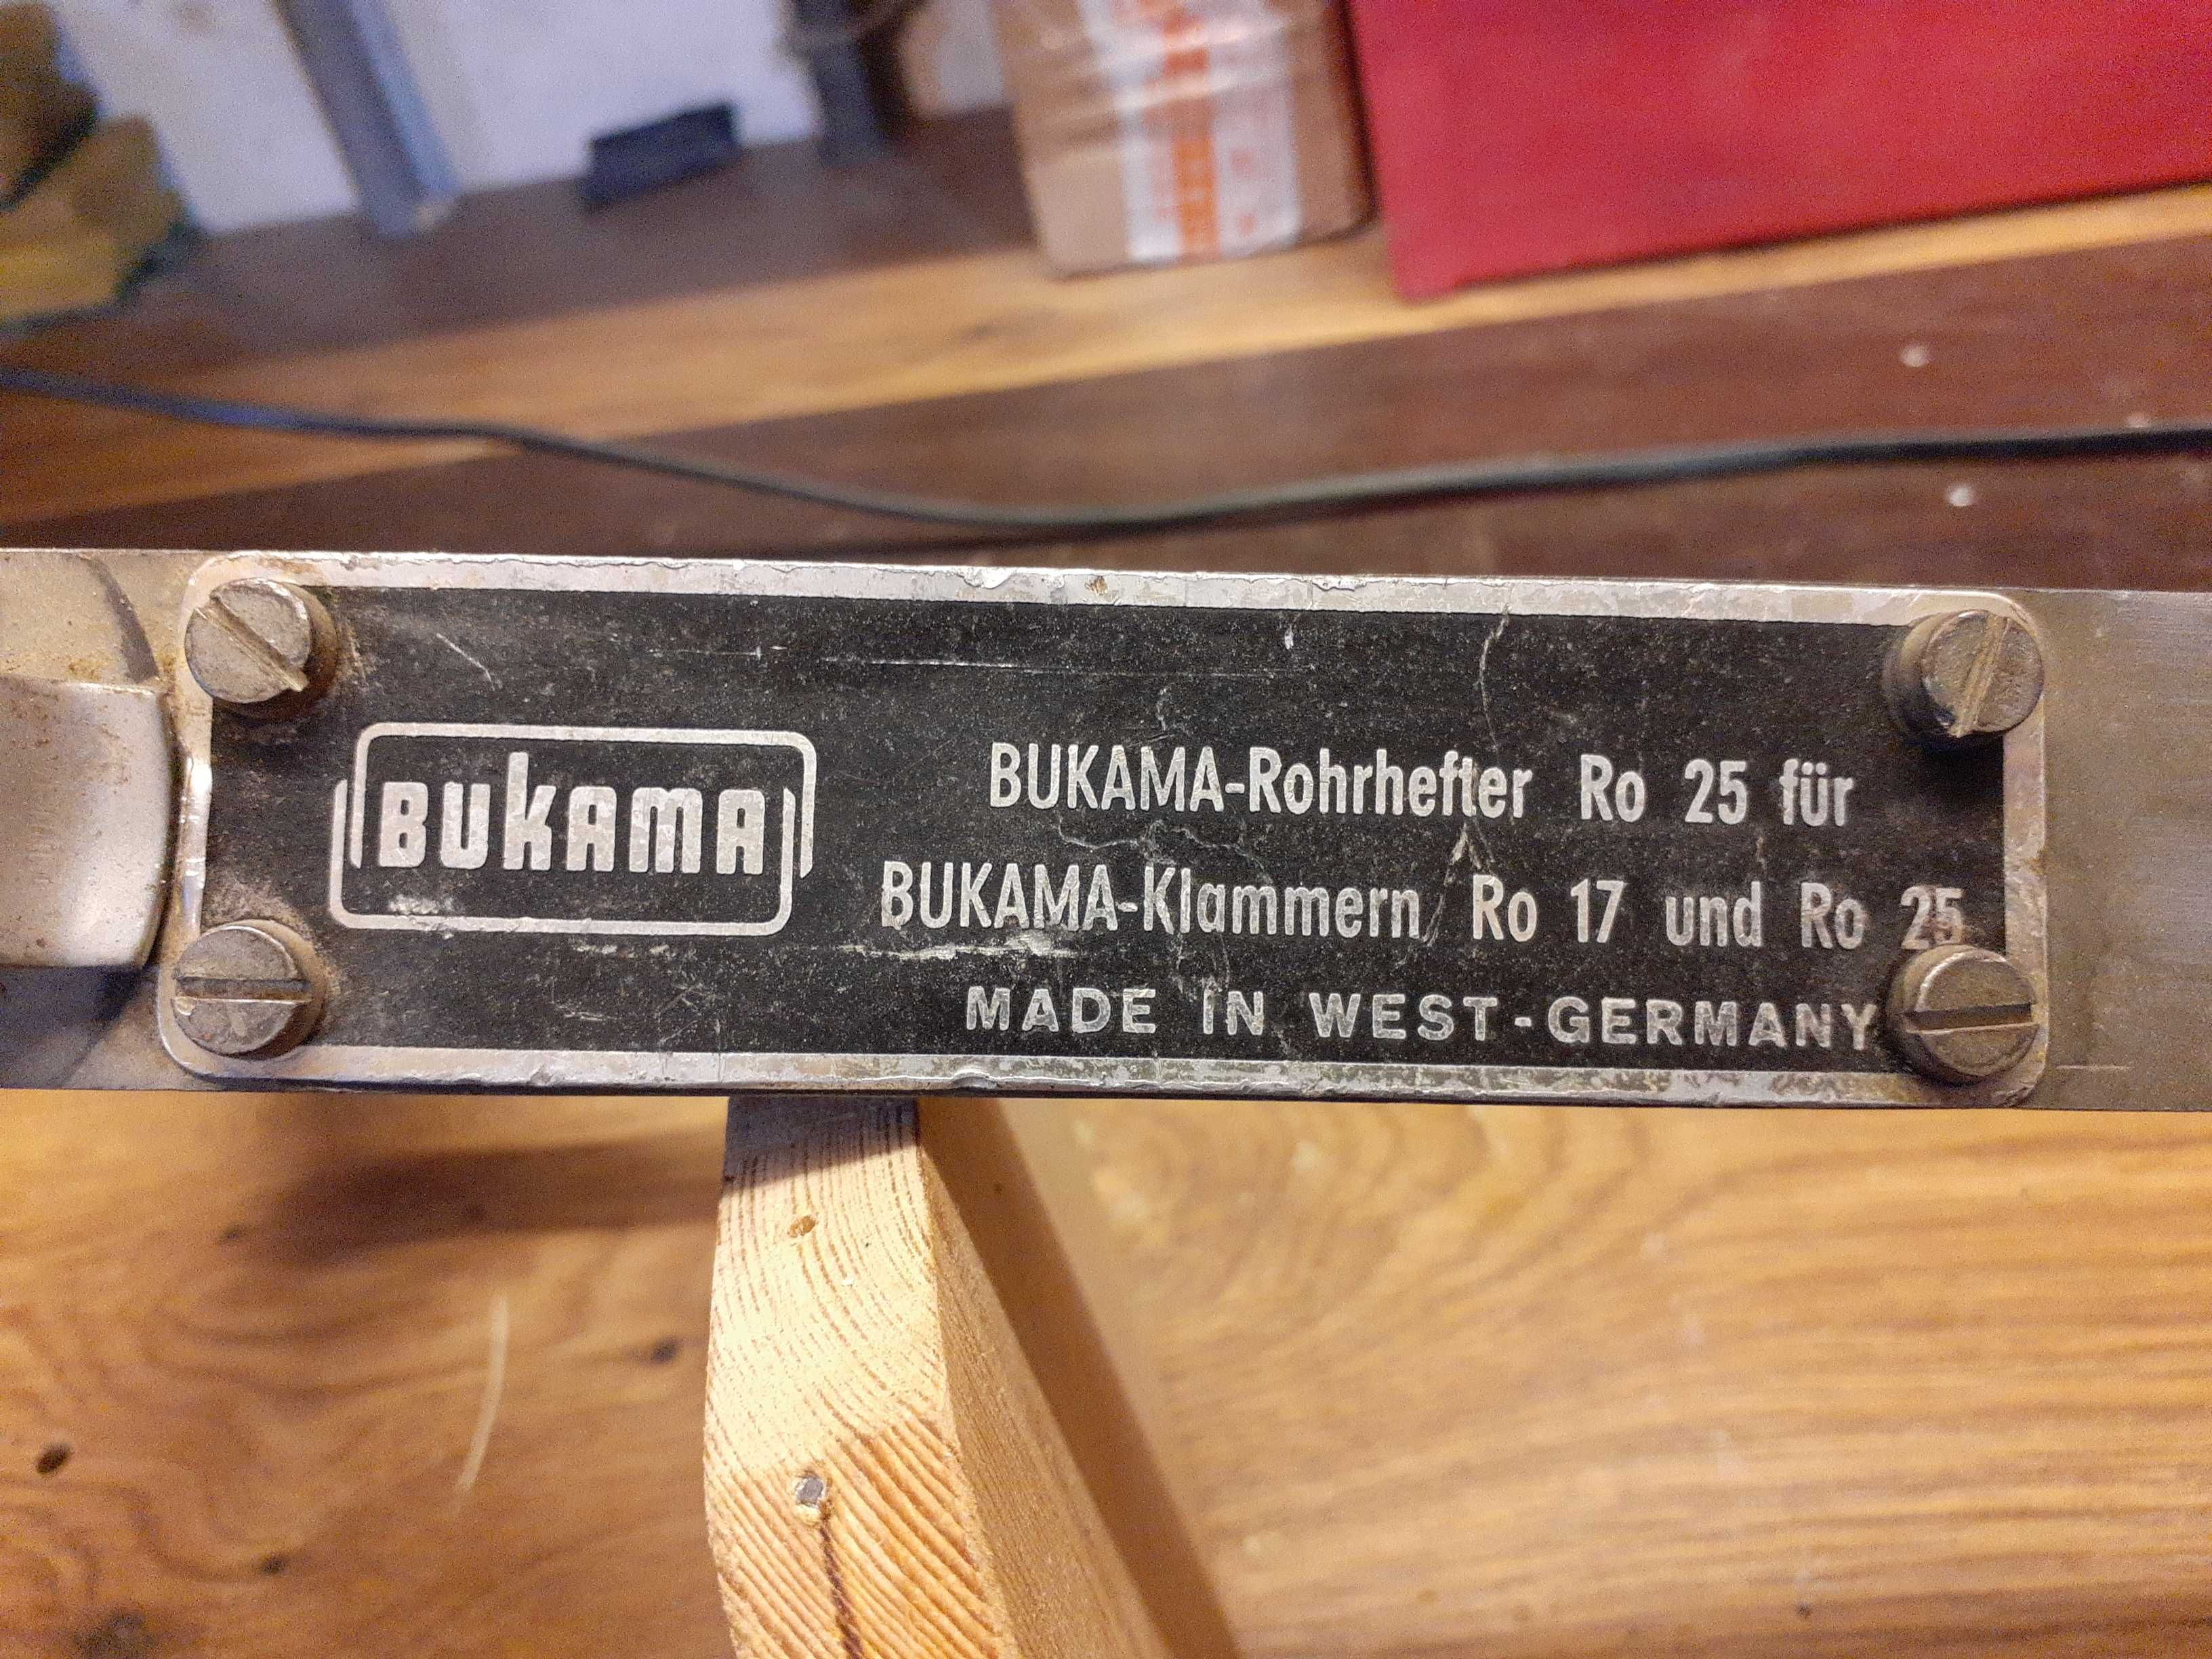 BUKAMA
BUKAMA-Rohrhefter Ro 25 für
BUKAMA-Klammern Ro 17 und Ro 25
MADE IN WEST-GERMANY